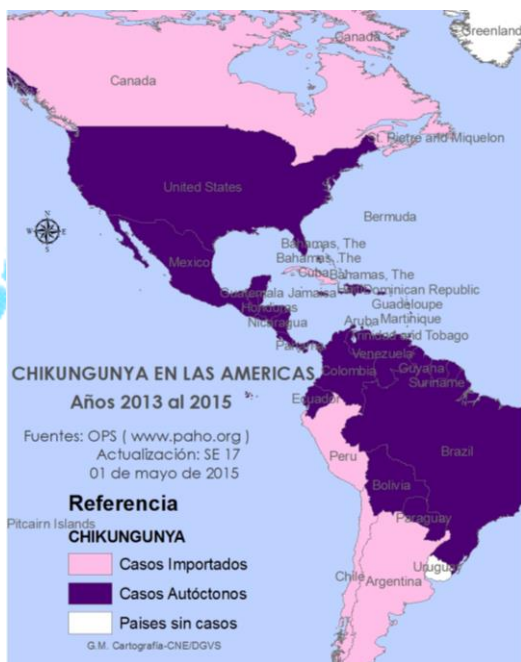 Greenland
Canada
Canada
St. Pierre and Miquelon
United States
Bermuda
Bahamas, The
Bahamas, The
Mexico
Cuba
Bahamas, The
Guatemala
Jamaica
Dominican Republic
Honduras
Guadeloupe
Nicaragua
Martinique
Aruba
Trinidad and Tobago
Panama
Venezuela
Guyana
CHIKUNGUNYA EN LAS AMERICAS
Colombia
Suriname
Años 2013 al 2015
Ecuador
Fuentes: OPS ( www.paho.org )
Actualización: SE 17
01 de mayo de 2015
Peru
Brazil
Bolivia
Referencia
Pitcairn Islands
Paraguay
CHIKUNGUNYA
Casos Importados
Uruguay
Chile
Argentina
Casos Autóctonos
Paises sin casos
G.M. Cartografía-CNE/DGVS